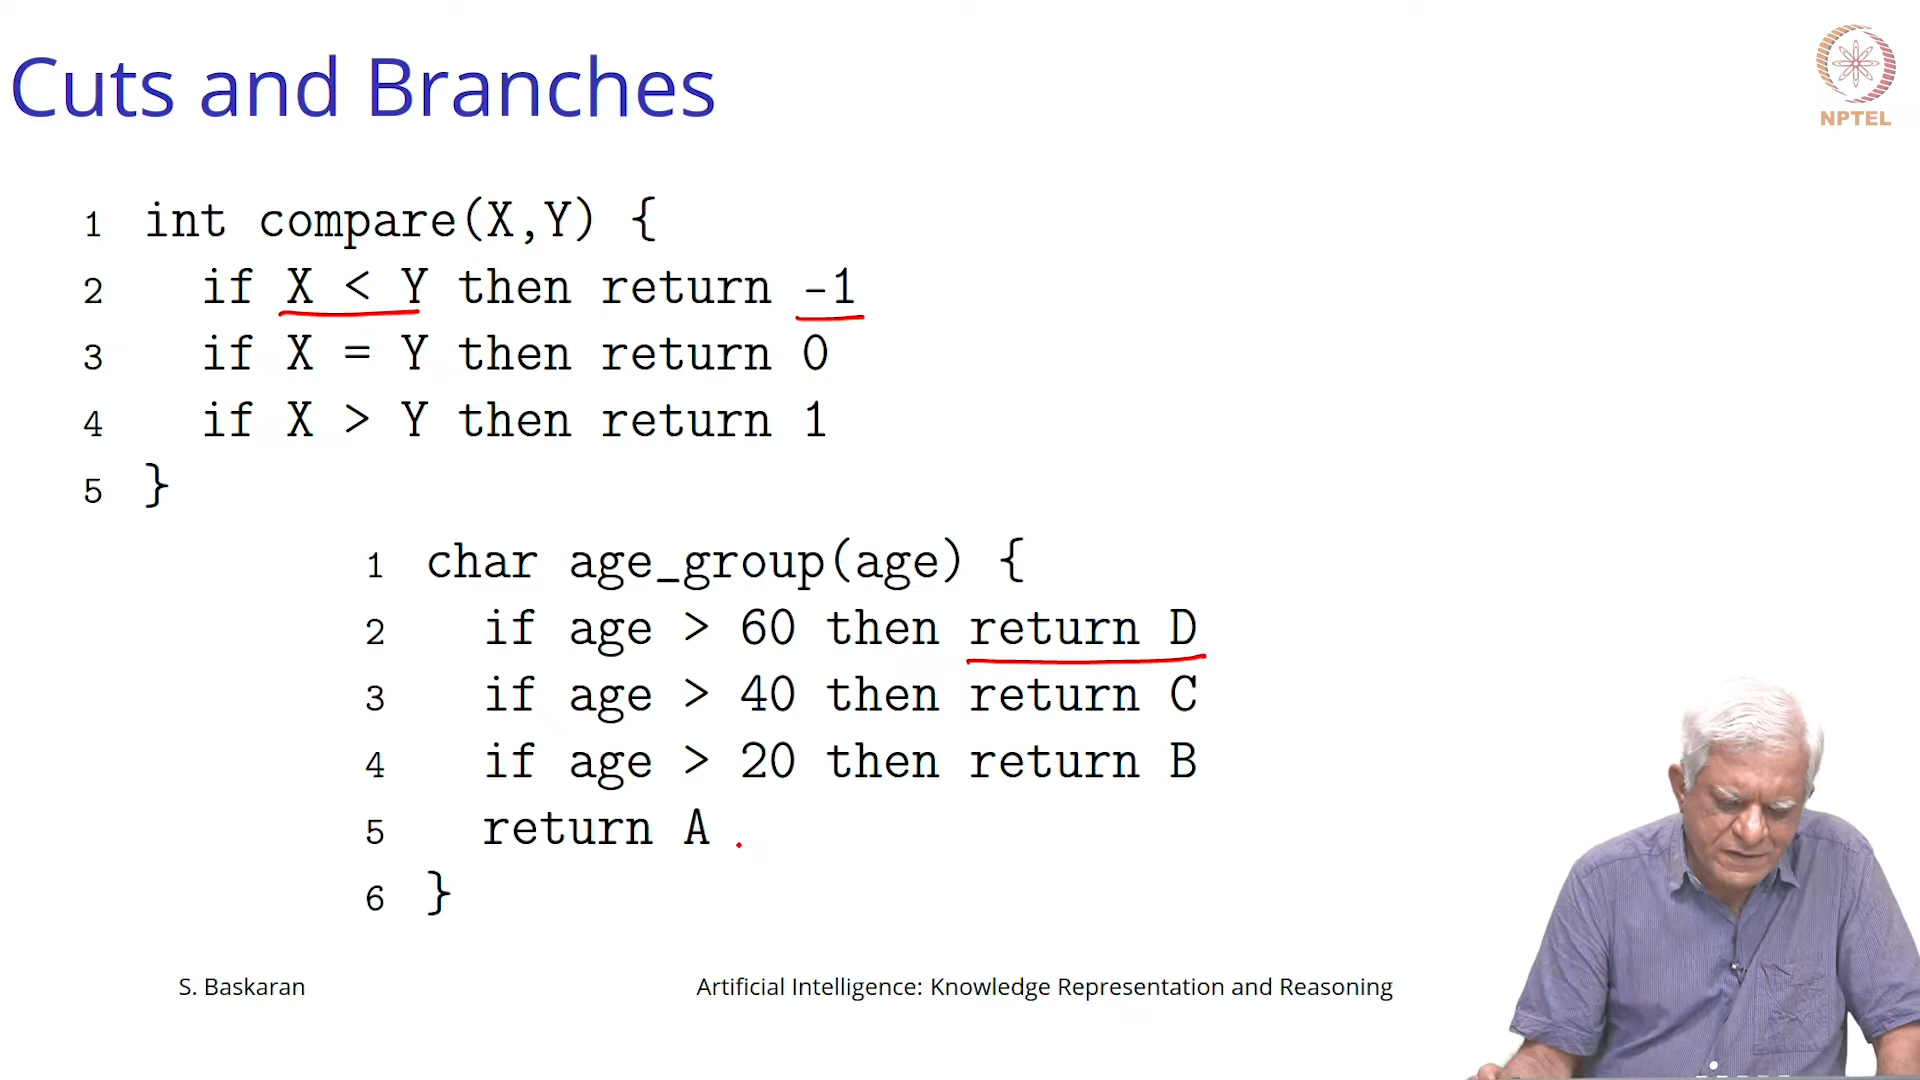 Cuts and Branches
NPTEL
1 int compare(X,Y) {
2 if X < Y then return -1
3 if X = Y then return 0
4 if X > Y then return 1
5 }
1 char age_group(age) {
2 if age > 60 then return D
3 if age > 40 then return C
4 if age > 20 then return B
5 return A
6 }
S. Baskaran
Artificial Intelligence: Knowledge Representation and Reasoning